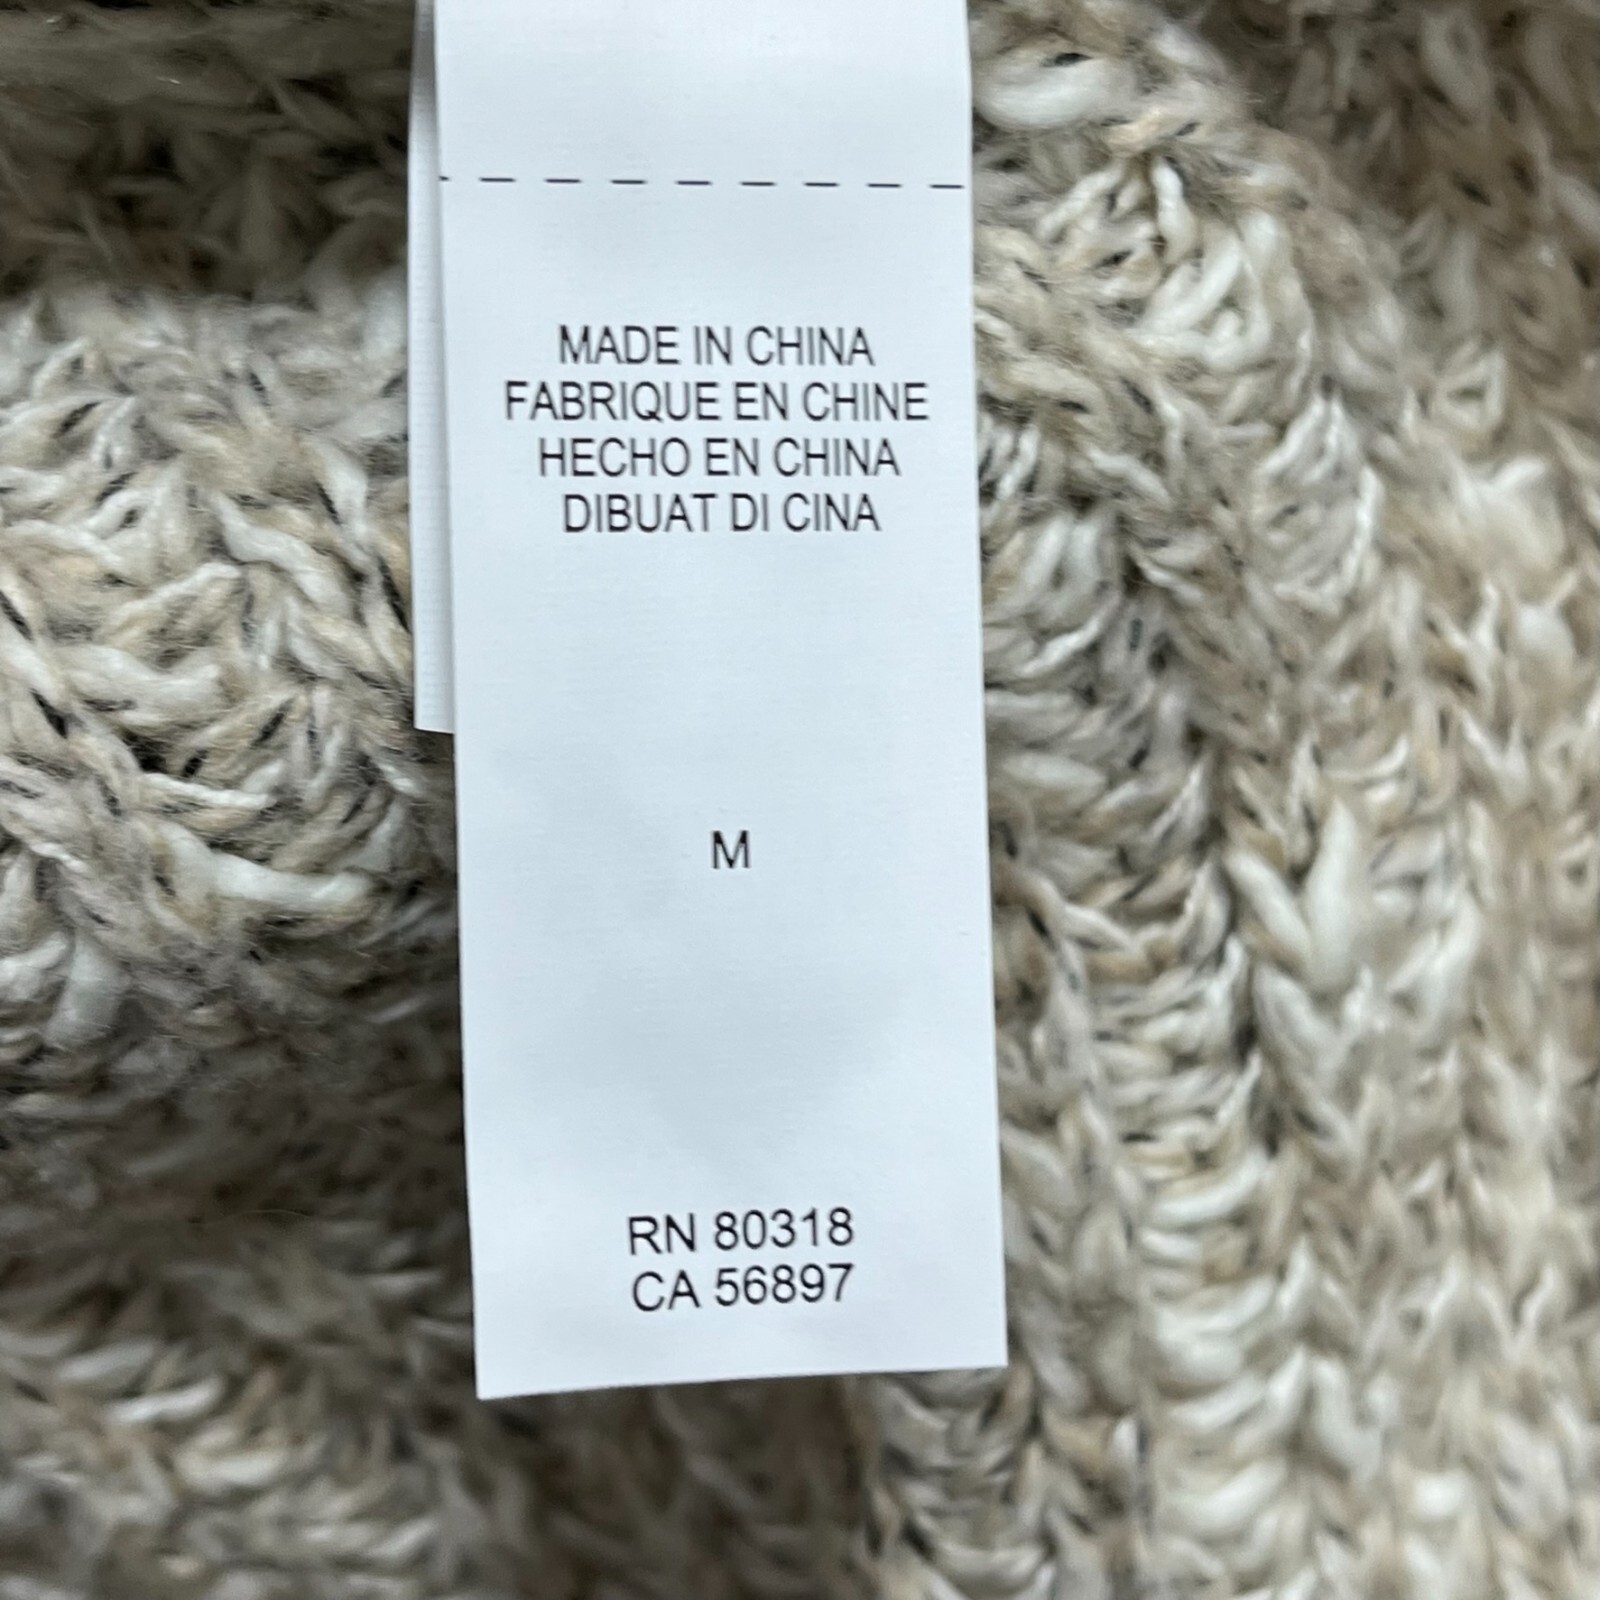 MADE IN CHINA
FABRIQUE EN CHINE
HECHO EN CHINA
DIBUAT DI CINA
M
RN 80318
CA 56897